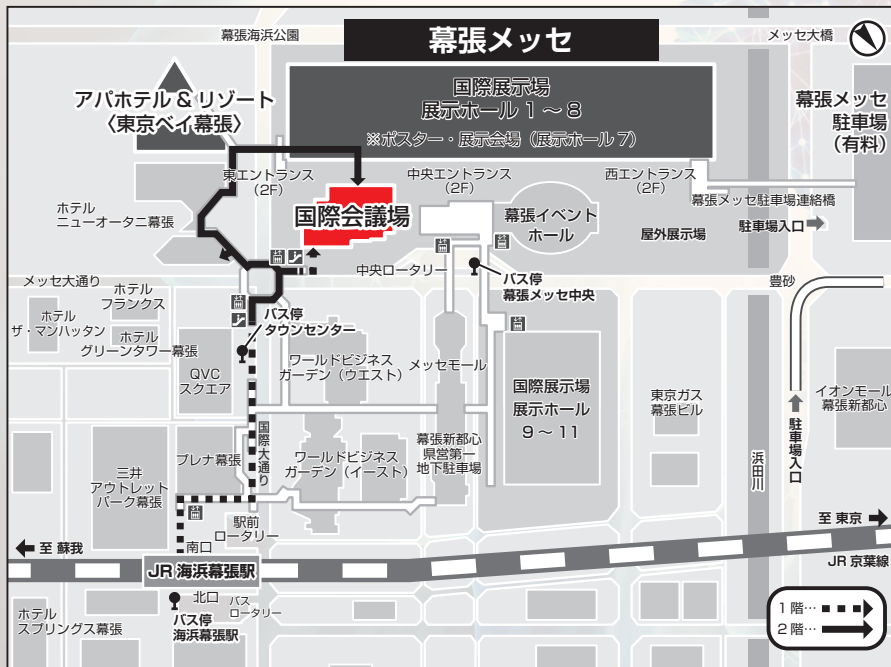 幕張海浜公園
幕張メッセ
メッセ大橋
国際展示場
展示ホール 1 ～ 8
※ポスター・展示会場（展示ホール 7）
アパホテル & リゾート
〈東京ベイ幕張〉
幕張メッセ
駐車場
（有料）
東エントランス
（2F）
中央エントランス
（2F）
西エントランス
（2F）
幕張メッセ駐車場連絡橋
ホテル
ニューオータニ幕張
国際会議場
幕張イベント
ホール
屋外展示場
駐車場入口
メッセ大通り
中央ロータリー
バス停
幕張メッセ中央
豊砂
ホテル
フランクス
ホテル
ザ・マンハッタン
ホテル
グリーンタワー幕張
バス停
タウンセンター
QVC
スクエア
ワールドビジネス
ガーデン（ウエスト）
メッセモール
国際展示場
展示ホール
9 ～ 11
東京ガス
幕張ビル
イオンモール
幕張新都心
駐車場入口
国際大通り
プレナ幕張
ワールドビジネス
ガーデン（イースト）
幕張新都心
県営第一
地下駐車場
浜田川
三井
アウトレット
パーク幕張
駅前
ロータリー
至 蘇我
南口
至 東京
JR 海浜幕張駅
JR 京葉線
北口
バス
ロータリー
バス停
海浜幕張駅
ホテル
スプリングス幕張
1 階…
2 階…